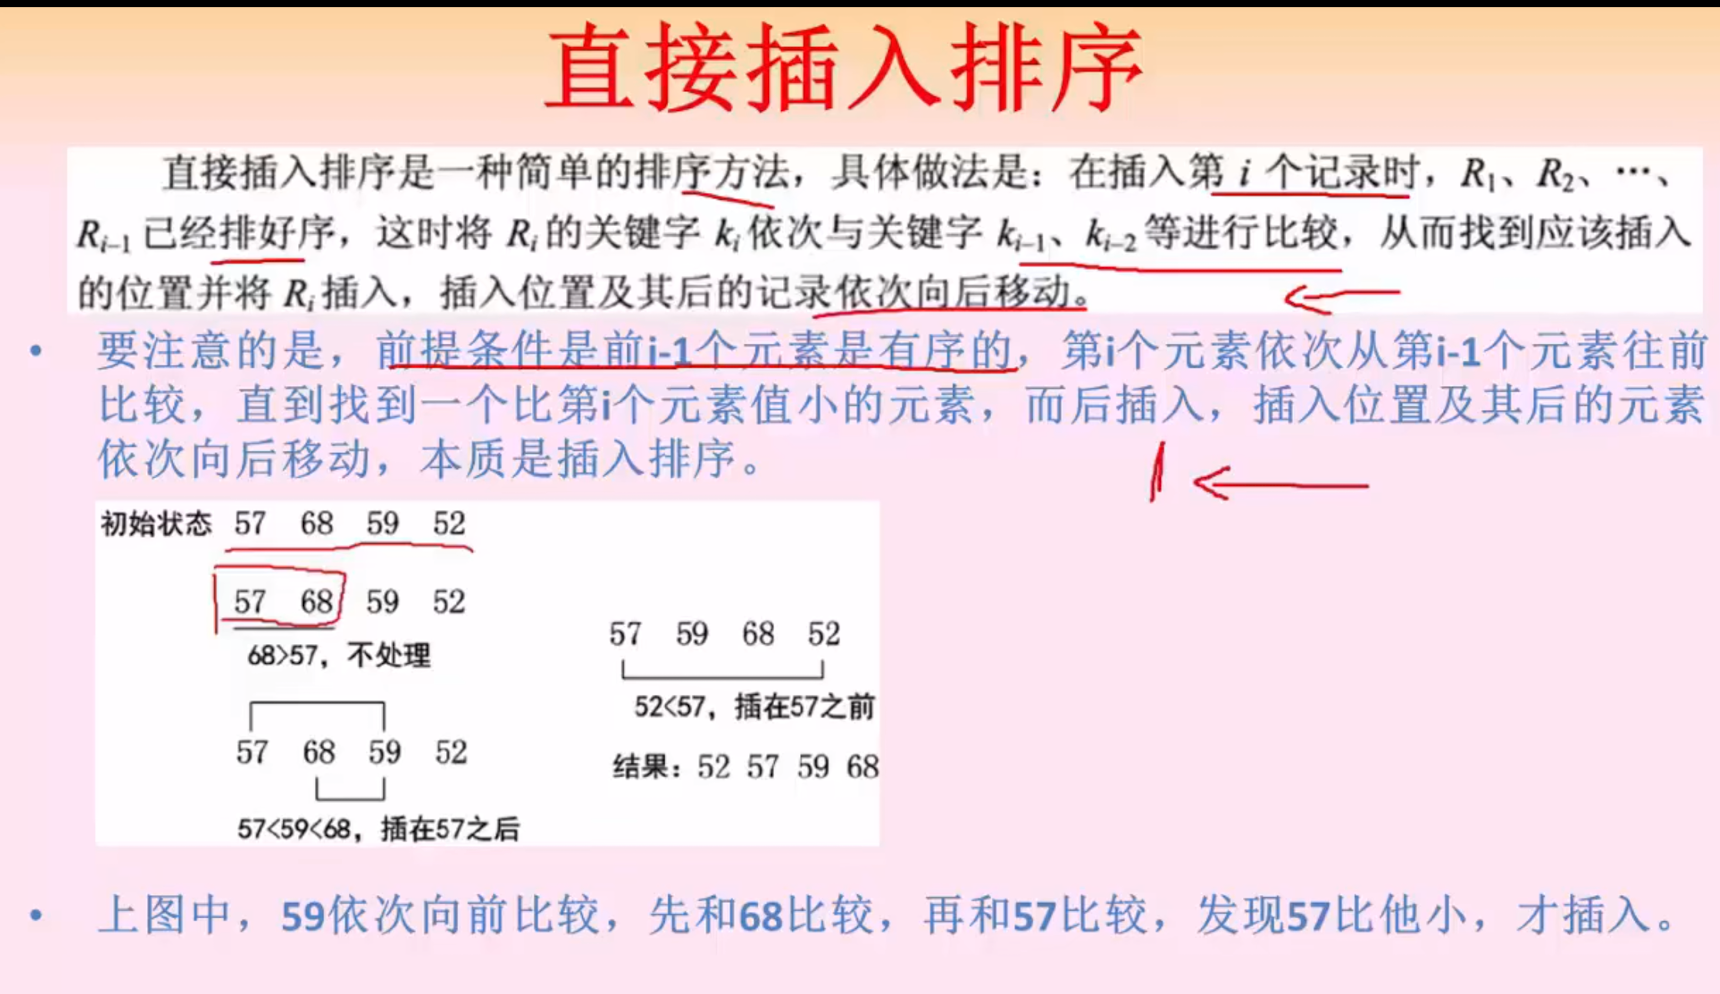 直接插入排序
直接插入排序是一种简单的排序方法，具体做法是：在插入第 i 个记录时，R₁、R₂、…、
Rᵢ₋₁ 已经排好序，这时将 Rᵢ 的关键字 kᵢ 依次与关键字 kᵢ₋₁、kᵢ₋₂ 等进行比较，从而找到应该插入
的位置并将 Rᵢ 插入，插入位置及其后的记录依次向后移动。
• 要注意的是，前提条件是前i-1个元素是有序的，第i个元素依次从第i-1个元素往前
比较，直到找到一个比第i个元素值小的元素，而后插入，插入位置及其后的元素
依次向后移动，本质是插入排序。
初始状态 57 68 59 52
57 68 59 52
68>57，不处理
57 68 59 52
57<59<68，插在57之后
57 59 68 52
52<57，插在57之前
结果：52 57 59 68
• 上图中，59依次向前比较，先和68比较，再和57比较，发现57比他小，才插入。